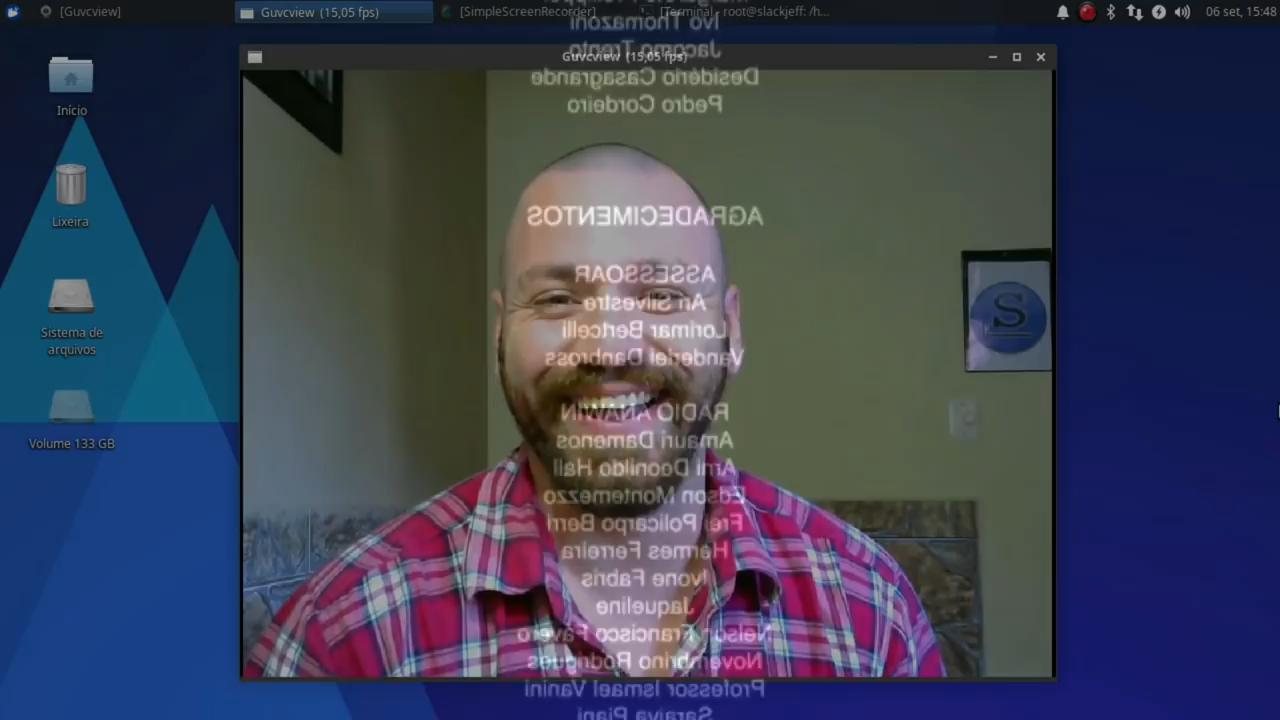 [Guvcview]
Guvcview (15,05 fps)
[SimpleScreenRecorder]
[Terminal - root@slackjeff: /h...
06 set, 15:48
Guvcview (15,05 fps)
Início
Lixeira
Sistema de
arquivos
Volume 133 GB
S
Ivo Thomazoni
Jacomo Trento
Desidério Casagrande
Pedro Cordeiro
AGRADECIMENTOS
ASSESSOAR
Ari Silvestre
Lorimar Bertcelli
Vanderlei Danbross
RADIO ANAWIN
Amauri Damenos
Arni Deonildo Hall
Edson Montemezzo
Frei Policarpo Berri
Hermes Ferreira
Ivone Fabris
Jaqueline
Nelson Francisco Favero
Novembrino Rodrigues
Professor Ismael Vanini
Saraiva Piani